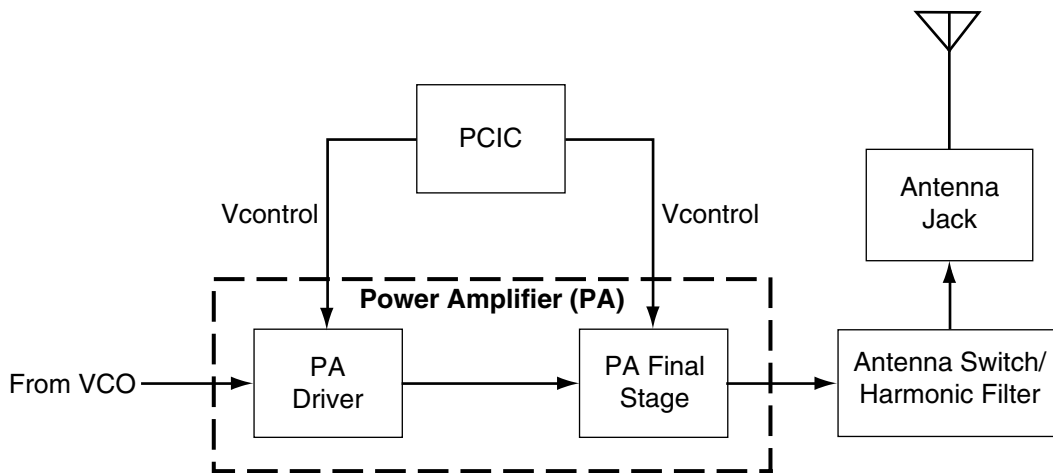 PCIC
Vcontrol
Vcontrol
Antenna
Jack
Power Amplifier (PA)
From VCO
PA
Driver
PA Final
Stage
Antenna Switch/
Harmonic Filter